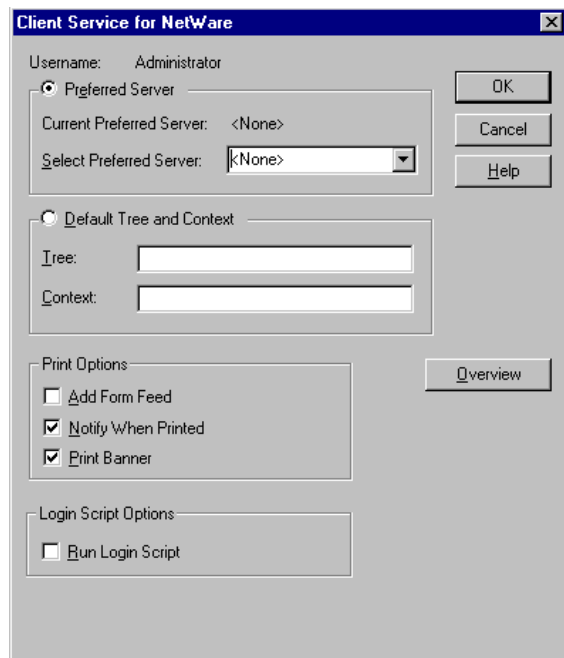 Client Service for NetWare
Username: Administrator
Preferred Server
Current Preferred Server: <None>
Select Preferred Server: <None>
Default Tree and Context
Tree:
Context:
Print Options
Add Form Feed
Notify When Printed
Print Banner
Login Script Options
Run Login Script
OK
Cancel
Help
Overview